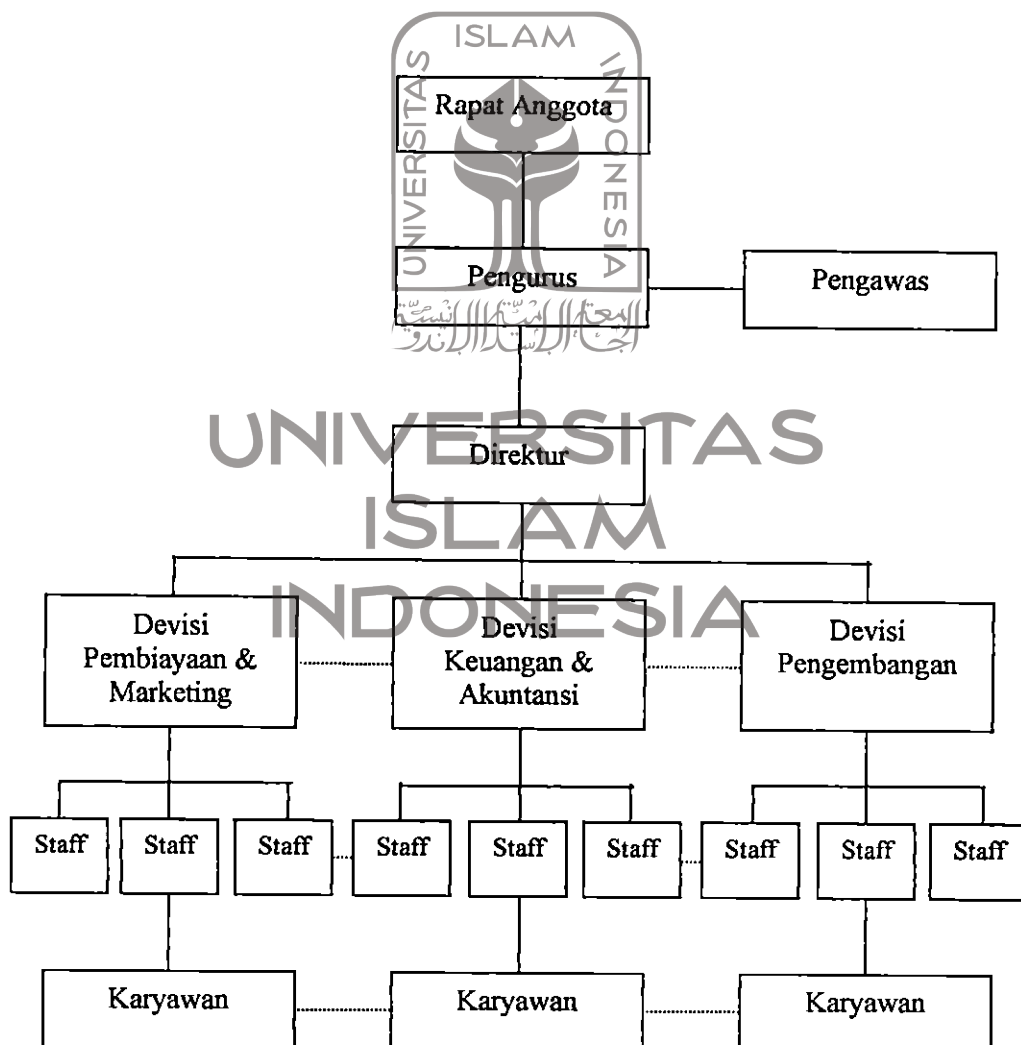 ISLAM
UNIVERSITAS
INDONESIA
Rapat Anggota
Pengurus
Pengawas
UNIVERSITAS
ISLAM
INDONESIA
Direktur
Devisi
Pembiayaan &
Marketing
Devisi
Keuangan &
Akuntansi
Devisi
Pengembangan
Staff
Staff
Staff
Staff
Staff
Staff
Staff
Staff
Staff
Karyawan
Karyawan
Karyawan